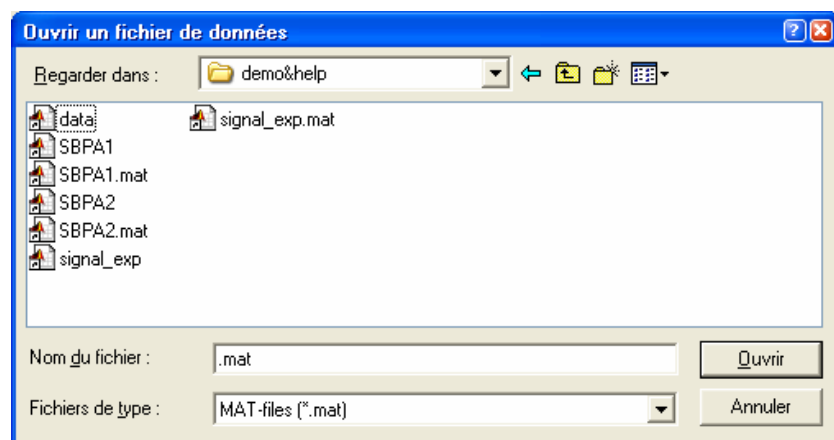 Ouvrir un fichier de données
Regarder dans :
demo&help
data
SBPA1
SBPA1.mat
SBPA2
SBPA2.mat
signal_exp
signal_exp.mat
Nom du fichier :
.mat
Ouvrir
Fichiers de type :
MAT-files (*.mat)
Annuler